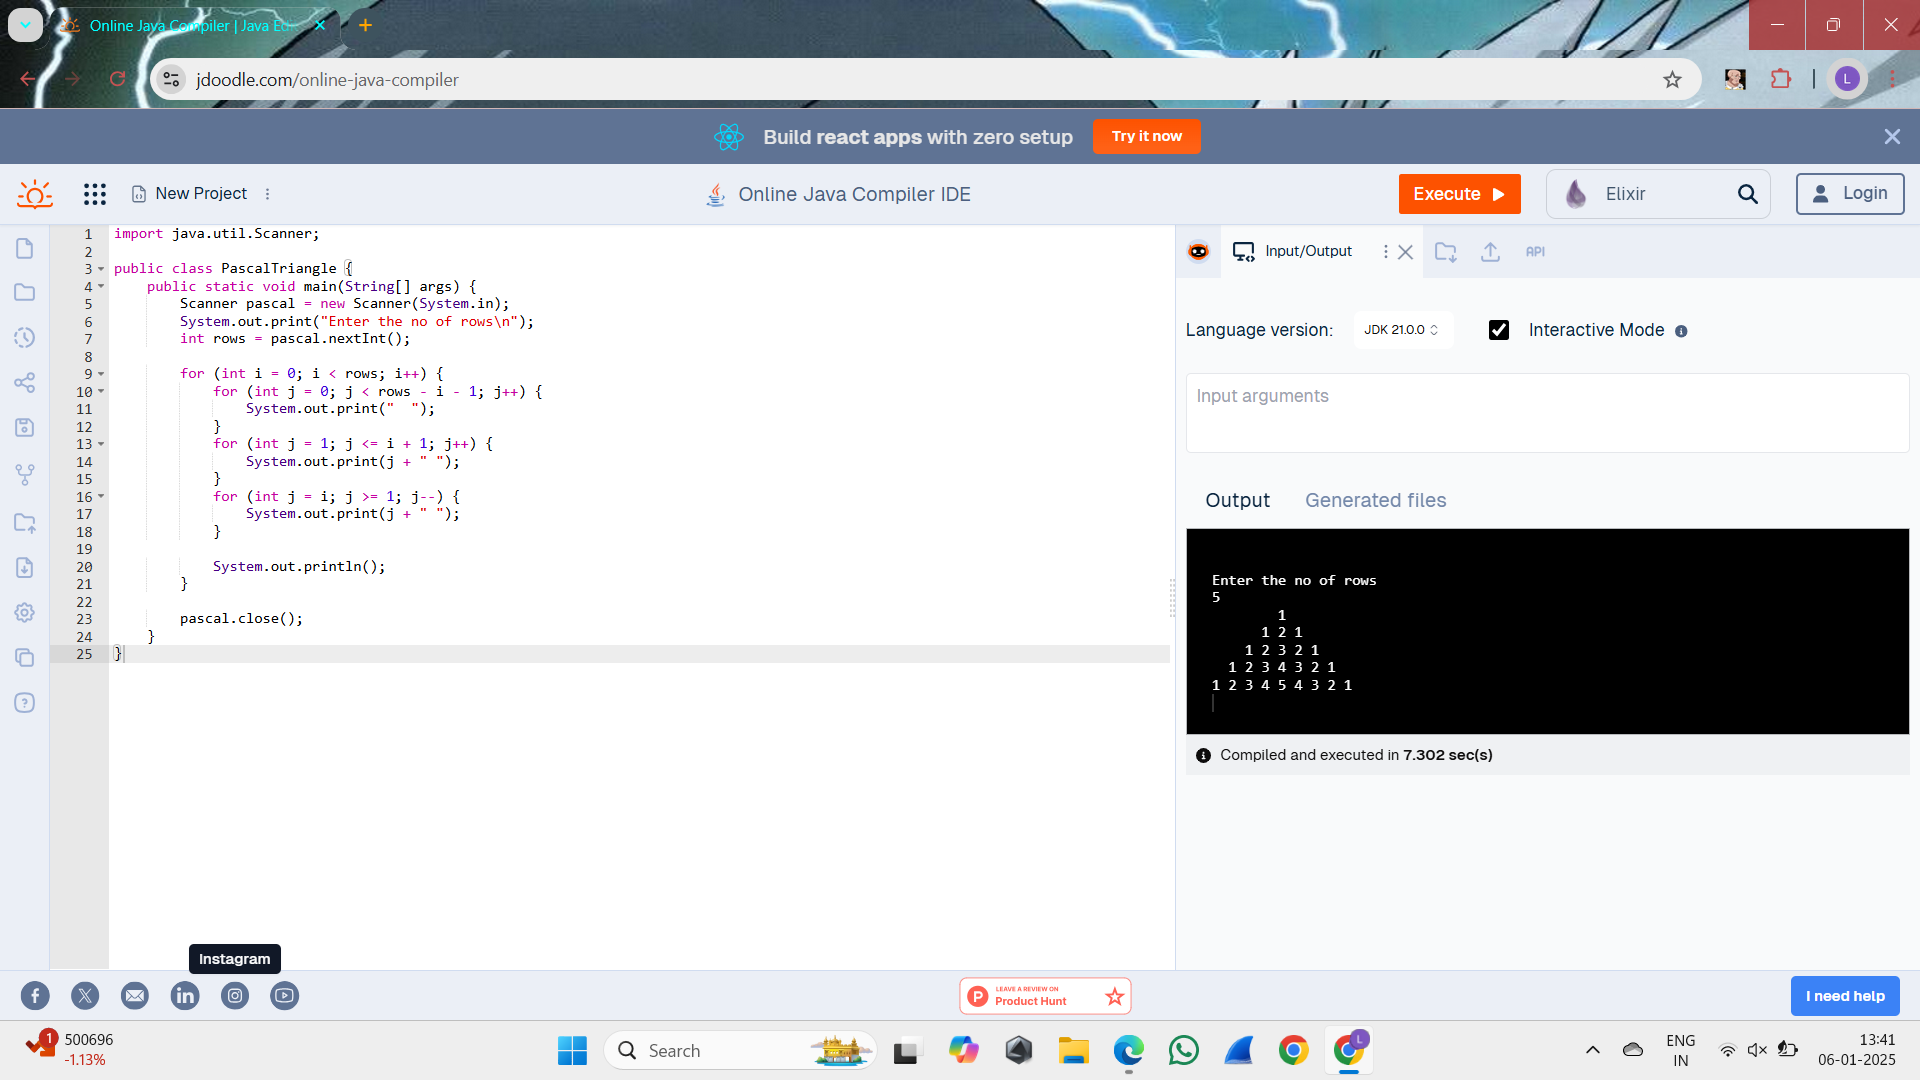 Online Java Compiler | Java Ed
jdoodle.com/online-java-compiler
L
Build react apps with zero setup
Try it now
New Project
Online Java Compiler IDE
Execute
Elixir
Login
1 import java.util.Scanner;
2
3 public class PascalTriangle {
4     public static void main(String[] args) {
5         Scanner pascal = new Scanner(System.in);
6         System.out.print("Enter the no of rows\n");
7         int rows = pascal.nextInt();
8
9         for (int i = 0; i < rows; i++) {
10             for (int j = 0; j < rows - i - 1; j++) {
11                 System.out.print("  ");
12             }
13             for (int j = 1; j <= i + 1; j++) {
14                 System.out.print(j + " ");
15             }
16             for (int j = i; j >= 1; j--) {
17                 System.out.print(j + " ");
18             }
19
20             System.out.println();
21         }
22
23         pascal.close();
24     }
25 }
Input/Output
API
Language version:
JDK 21.0.0
Interactive Mode
Input arguments
Output
Generated files
Enter the no of rows
5
1
1 2 1
1 2 3 2 1
1 2 3 4 3 2 1
1 2 3 4 5 4 3 2 1
Compiled and executed in 7.302 sec(s)
Instagram
LEAVE A REVIEW ON
Product Hunt
I need help
1
500696
-1.13%
Search
L
ENG
IN
13:41
06-01-2025